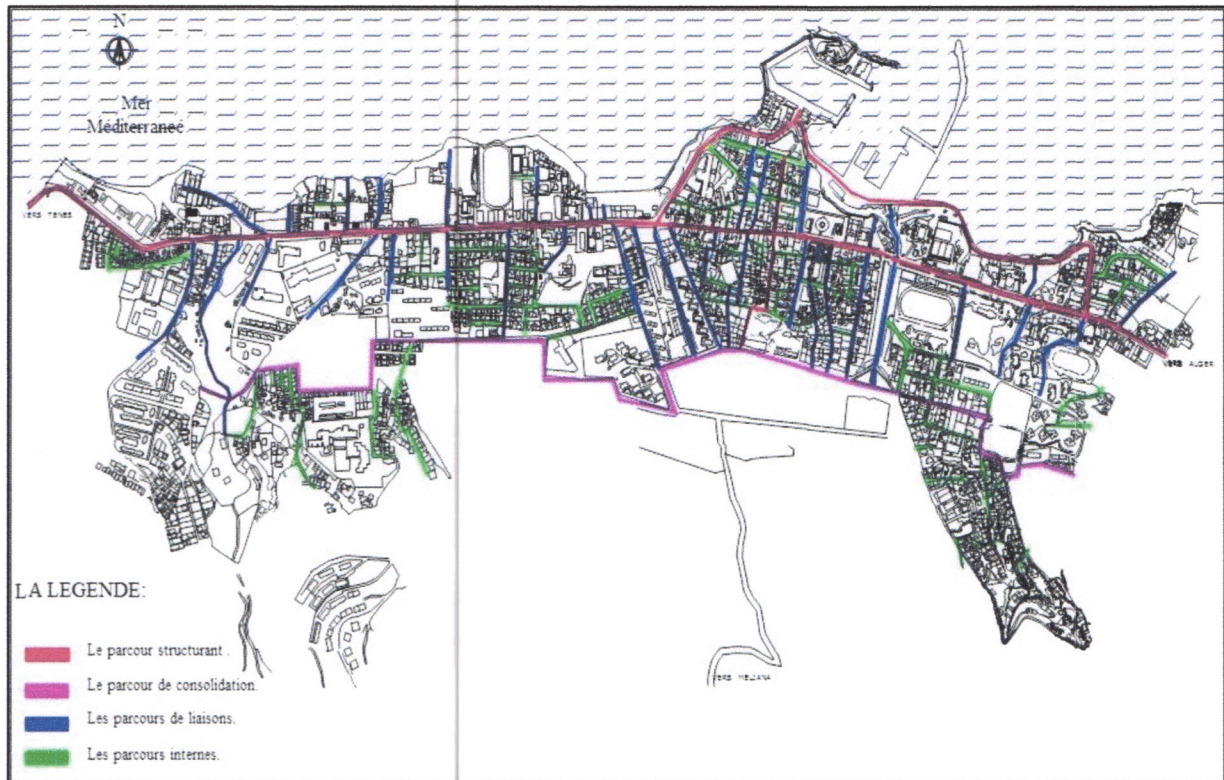 N
Mer
Méditerraneé
VERS TENES
VERS ALGER
VERS MELIANA
LA LEGENDE:
Le parcour structurant .
Le parcour de consolidation.
Les parcours de liaisons.
Les parcours internes.